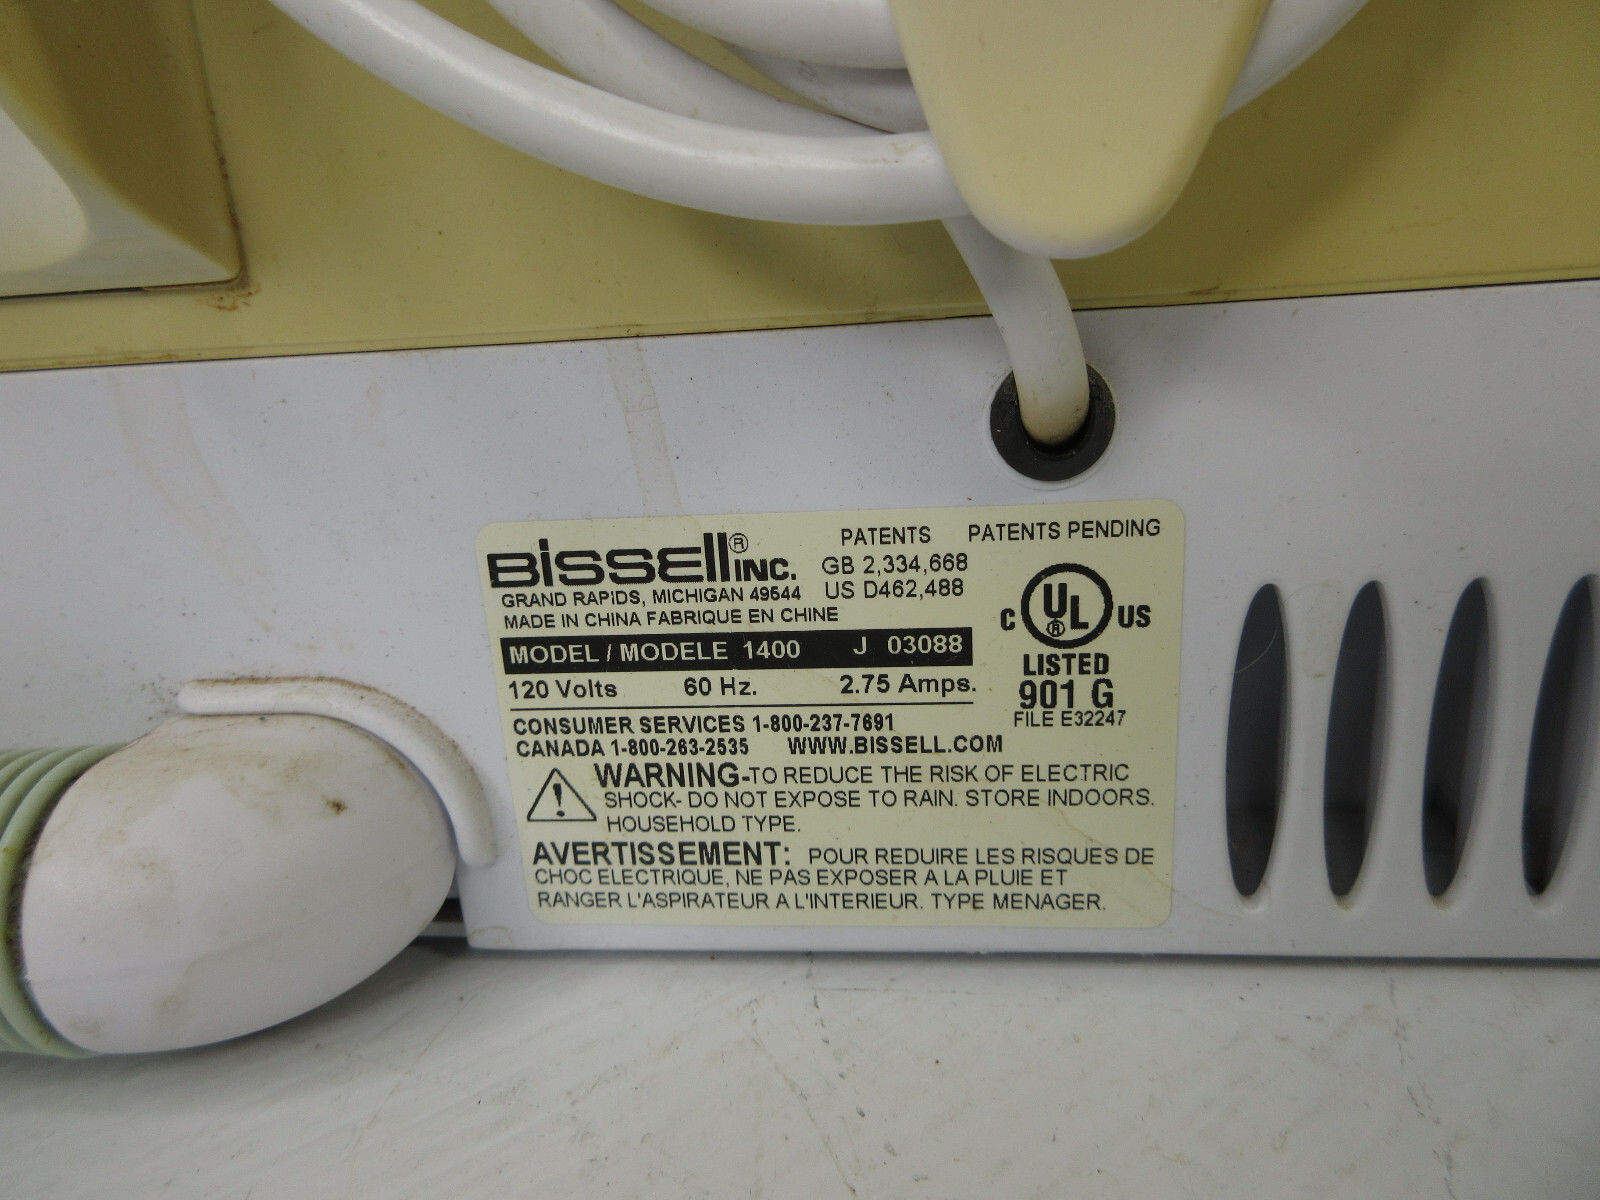 BISSELL® INC.
GRAND RAPIDS, MICHIGAN 49544
MADE IN CHINA FABRIQUE EN CHINE
PATENTS PATENTS PENDING
GB 2,334,668
US D462,488
MODEL / MODELE 1400 J 03088
120 Volts 60 Hz. 2.75 Amps.
C UL® US
LISTED
901 G
FILE E32247
CONSUMER SERVICES 1-800-237-7691
CANADA 1-800-263-2535 WWW.BISSELL.COM
WARNING-TO REDUCE THE RISK OF ELECTRIC
SHOCK- DO NOT EXPOSE TO RAIN. STORE INDOORS.
HOUSEHOLD TYPE.
AVERTISSEMENT: POUR REDUIRE LES RISQUES DE
CHOC ELECTRIQUE, NE PAS EXPOSER A LA PLUIE ET
RANGER L'ASPIRATEUR A L'INTERIEUR. TYPE MENAGER.